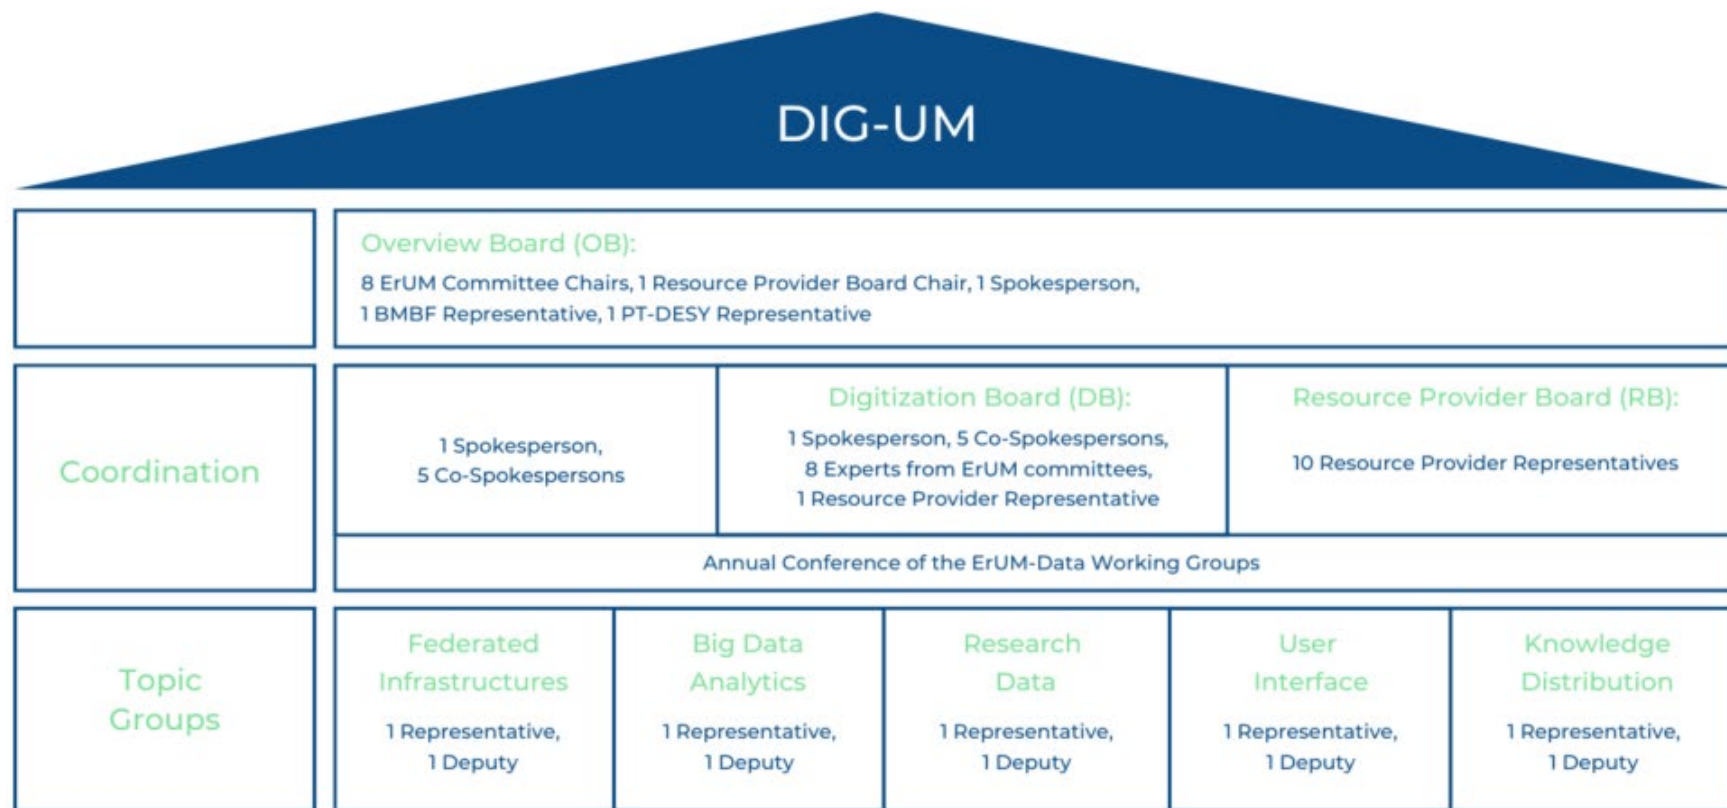 DIG-UM
Overview Board (OB):
8 ErUM Committee Chairs, 1 Resource Provider Board Chair, 1 Spokesperson,
1 BMBF Representative, 1 PT-DESY Representative
Coordination
1 Spokesperson,
5 Co-Spokespersons
Digitization Board (DB):
1 Spokesperson, 5 Co-Spokespersons,
8 Experts from ErUM committees,
1 Resource Provider Representative
Resource Provider Board (RB):
10 Resource Provider Representatives
Annual Conference of the ErUM-Data Working Groups
Topic
Groups
Federated
Infrastructures
1 Representative,
1 Deputy
Big Data
Analytics
1 Representative,
1 Deputy
Research
Data
1 Representative,
1 Deputy
User
Interface
1 Representative,
1 Deputy
Knowledge
Distribution
1 Representative,
1 Deputy